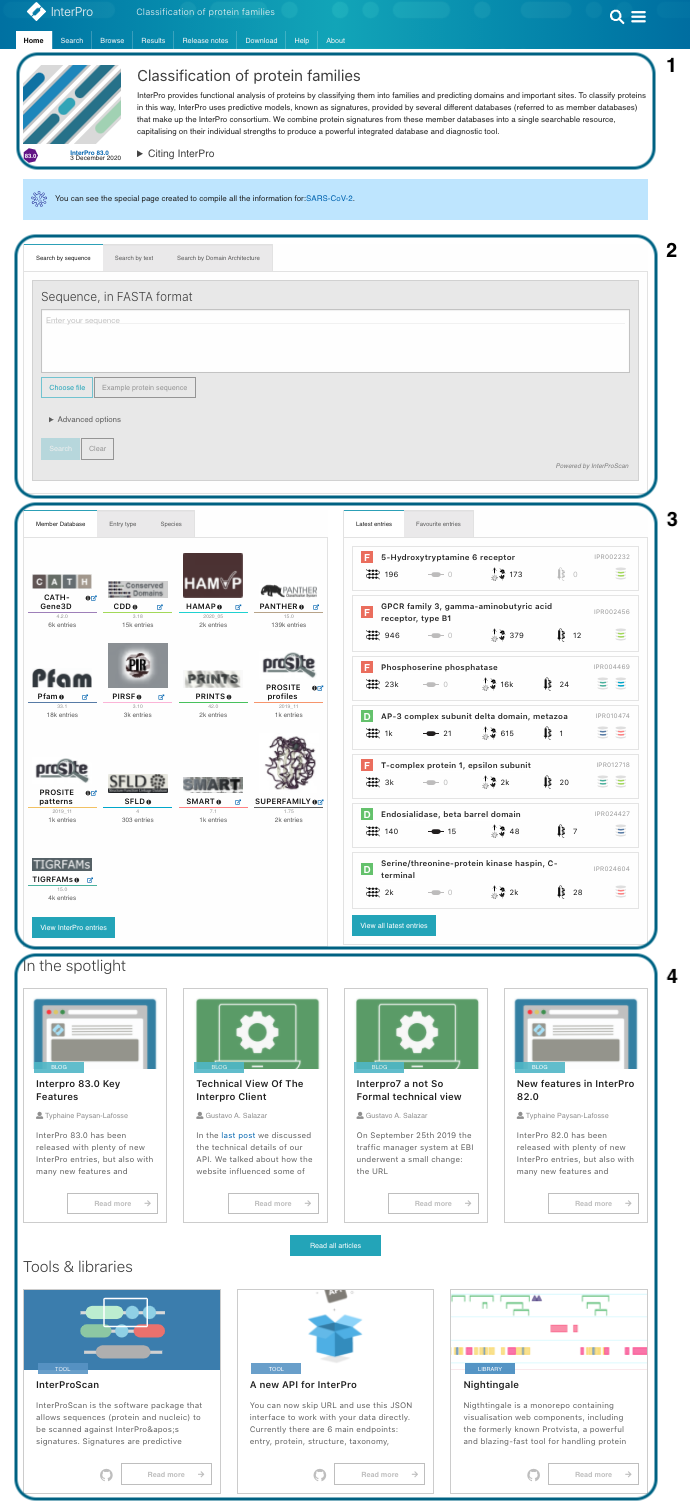 InterPro
Classification of protein families
Home Search Browse Results Release notes Download Help About
1
Classification of protein families
InterPro provides functional analysis of proteins by classifying them into families and predicting domains and important sites. To classify proteins
in this way, InterPro uses predictive models, known as signatures, provided by several different databases (referred to as member databases)
that make up the InterPro consortium. We combine protein signatures from these member databases into a single searchable resource,
capitalising on their individual strengths to produce a powerful integrated database and diagnostic tool.
83.0
InterPro 83.0
3 December 2020
Citing InterPro
You can see the special page created to compile all the information for:SARS-CoV-2.
2
Search by sequence Search by text Search by Domain Architecture
Sequence, in FASTA format
Enter your sequence
Choose file Example protein sequence
Advanced options
Search Clear
Powered by InterProScan
3
Member Database Entry type Species
CATH
CATH-
Gene3D
4.2.0
6k entries
Conserved
Domains
CDD
3.18
15k entries
HAMAP
HAMAP
2020_05
2k entries
PANTHER
PANTHER
15.0
139k entries
Pfam
Pfam
33.1
18k entries
PIR
PIRSF
3.10
3k entries
PRINTS
PRINTS
42.0
2k entries
proSite
PROSITE
profiles
2019_11
1k entries
proSite
PROSITE
patterns
2019_11
1k entries
SFLD
SFLD
4
303 entries
SMART
SMART
7.1
1k entries
SUPERFAMILY
1.75
2k entries
TIGRFAMs
TIGRFAMs
15.0
4k entries
View InterPro entries
Latest entries Favourite entries
F 5-Hydroxytryptamine 6 receptor IPR002232
196 0 173 0
F GPCR family 3, gamma-aminobutyric acid
receptor, type B1 IPR002456
946 0 379 12
F Phosphoserine phosphatase IPR004469
23k 0 16k 24
D AP-3 complex subunit delta domain, metazoa IPR010474
1k 21 615 1
F T-complex protein 1, epsilon subunit IPR012718
3k 0 2k 20
D Endosialidase, beta barrel domain IPR024427
140 15 48 7
D Serine/threonine-protein kinase haspin, C-
terminal IPR024604
2k 0 2k 28
View all latest entries
4
In the spotlight
BLOG
Interpro 83.0 Key
Features
Typhaine Paysan-Lafosse
InterPro 83.0 has been
released with plenty of new
InterPro entries, but also with
many new features and
Read more
BLOG
Technical View Of The
Interpro Client
Gustavo A. Salazar
In the last post we discussed
the technical details of our
API. We talked about how the
website influenced some of
Read more
BLOG
Interpro7 a not So
Formal technical view
Gustavo A. Salazar
On September 25th 2019 the
traffic manager system at EBI
underwent a small change:
the URL
Read more
BLOG
New features in InterPro
82.0
Typhaine Paysan-Lafosse
InterPro 82.0 has been
released with plenty of new
InterPro entries, but also with
many new features and
Read more
Read all articles
Tools & libraries
TOOL
InterProScan
InterProScan is the software package that
allows sequences (protein and nucleic) to
be scanned against InterPro&apos;s
signatures. Signatures are predictive
Read more
API
TOOL
A new API for InterPro
You can now skip URL and use this JSON
interface to work with your data directly.
Currently there are 6 main endpoints:
entry, protein, structure, taxonomy,
Read more
LIBRARY
Nightingale
Nigthingale is a monorepo containing
visualisation web components, including
the formerly known Protvista, a powerful
and blazing-fast tool for handling protein
Read more